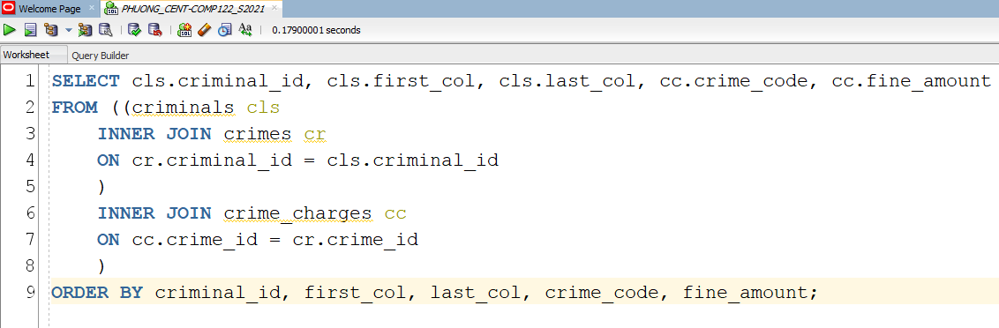 Welcome Page PHUONG_CENT-COMP122_S2021
0.17900001 seconds
Worksheet Query Builder
1 SELECT cls.criminal_id, cls.first_col, cls.last_col, cc.crime_code, cc.fine_amount
2 FROM ((criminals cls
3 INNER JOIN crimes cr
4 ON cr.criminal_id = cls.criminal_id
5 )
6 INNER JOIN crime_charges cc
7 ON cc.crime_id = cr.crime_id
8 )
9 ORDER BY criminal_id, first_col, last_col, crime_code, fine_amount;